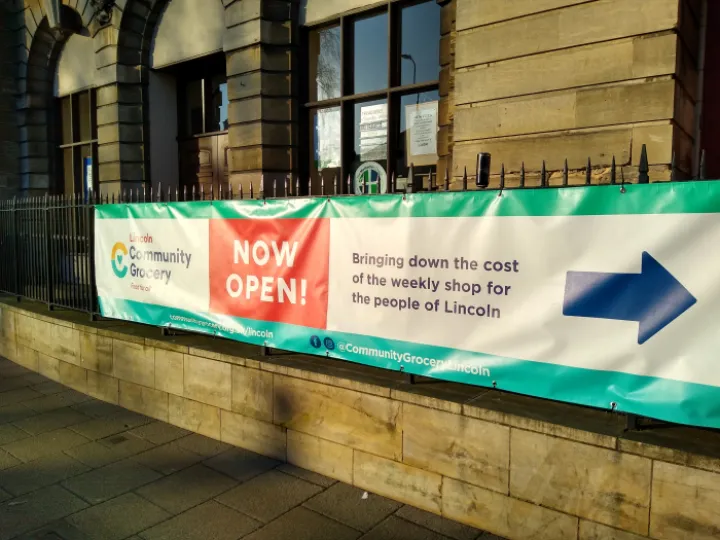 Lincoln
Community
Grocery
NOW
OPEN!
Bringing down the cost
of the weekly shop for
the people of Lincoln
@CommunityGroceryLincoln